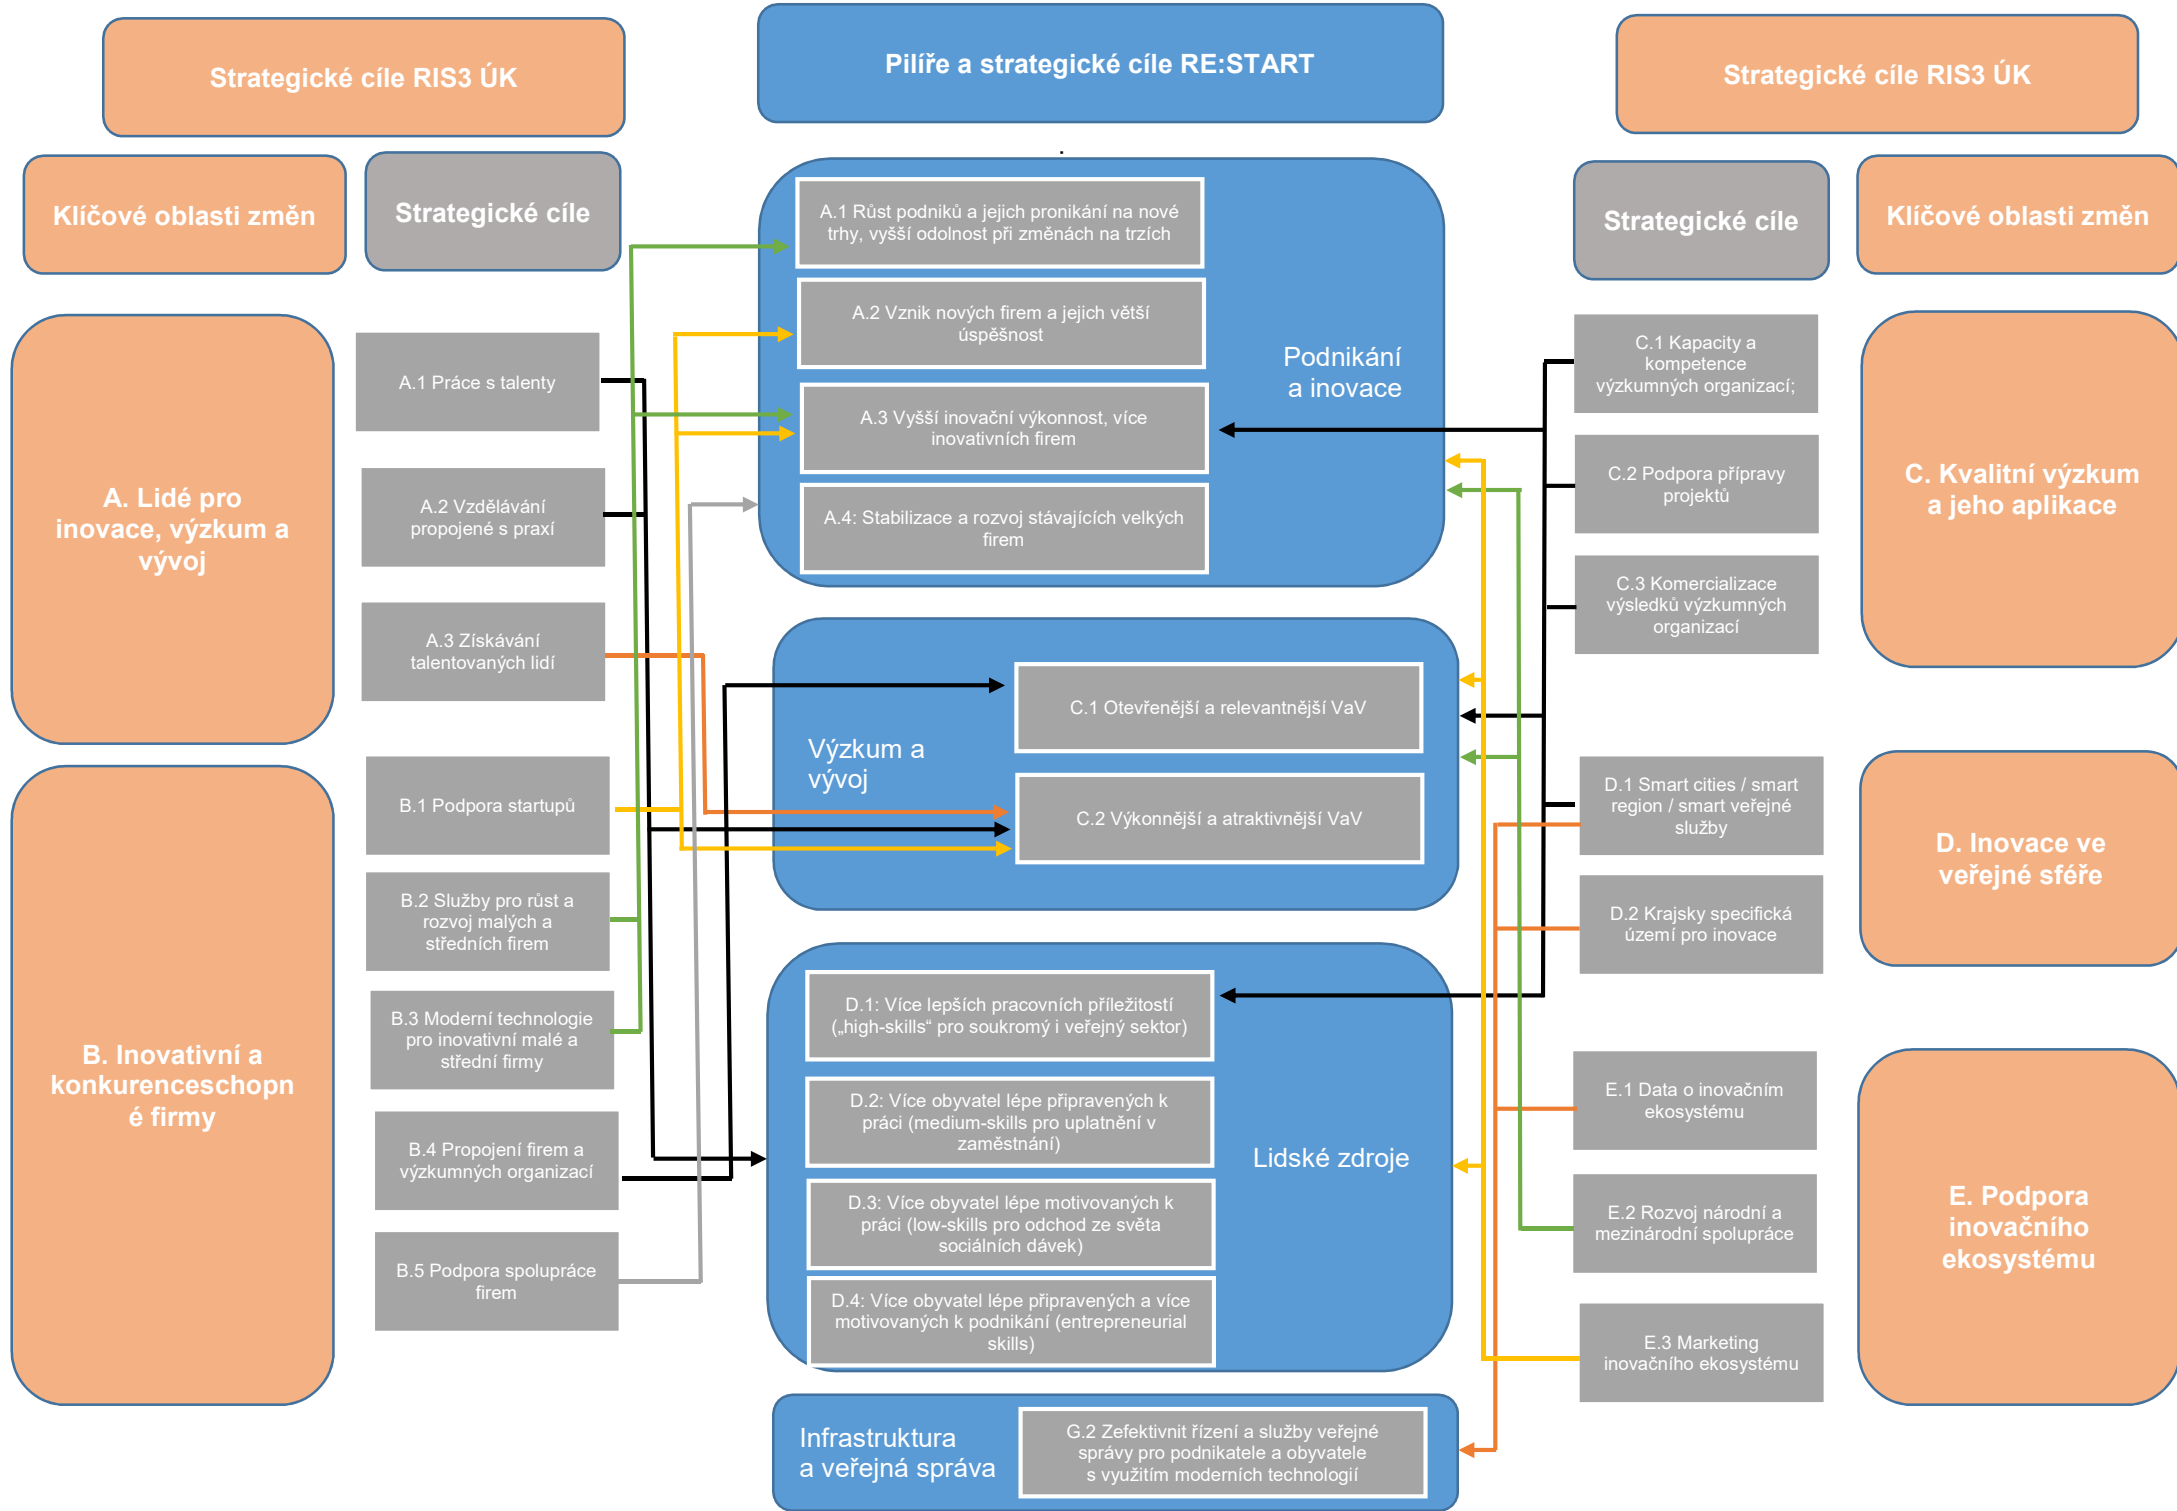 Strategické cíle RIS3 ÚK
Pilíře a strategické cíle RE:START
Strategické cíle RIS3 ÚK
Klíčové oblasti změn
Strategické cíle
Strategické cíle
Klíčové oblasti změn
A. Lidé pro
inovace, výzkum a
vývoj
B. Inovativní a
konkurenceschopn
é firmy
A.1 Práce s talenty
A.2 Vzdělávání
propojené s praxí
A.3 Získávání
talentovaných lidí
B.1 Podpora startupů
B.2 Služby pro růst a
rozvoj malých a
středních firem
B.3 Moderní technologie
pro inovativní malé a
střední firmy
B.4 Propojení firem a
výzkumných organizací
B.5 Podpora spolupráce
firem
A.1 Růst podniků a jejich pronikání na nové
trhy, vyšší odolnost při změnách na trzích
A.2 Vznik nových firem a jejich větší
úspěšnost
A.3 Vyšší inovační výkonnost, více
inovativních firem
A.4: Stabilizace a rozvoj stávajících velkých
firem
Podnikání
a inovace
Výzkum a
vývoj
C.1 Otevřenější a relevantnější VaV
C.2 Výkonnější a atraktivnější VaV
D.1: Více lepších pracovních příležitostí
(„high-skills“ pro soukromý i veřejný sektor)
D.2: Více obyvatel lépe připravených k
práci (medium-skills pro uplatnění v
zaměstnání)
D.3: Více obyvatel lépe motivovaných k
práci (low-skills pro odchod ze světa
sociálních dávek)
D.4: Více obyvatel lépe připravených a více
motivovaných k podnikání (entrepreneurial
skills)
Lidské zdroje
Infrastruktura
a veřejná správa
G.2 Zefektivnit řízení a služby veřejné
správy pro podnikatele a obyvatele
s využitím moderních technologií
C.1 Kapacity a
kompetence
výzkumných organizací;
C.2 Podpora přípravy
projektů
C.3 Komercializace
výsledků výzkumných
organizací
D.1 Smart cities / smart
region / smart veřejné
služby
D.2 Krajsky specifická
území pro inovace
E.1 Data o inovačním
ekosystému
E.2 Rozvoj národní a
mezinárodní spolupráce
E.3 Marketing
inovačního ekosystému
C. Kvalitní výzkum
a jeho aplikace
D. Inovace ve
veřejné sféře
E. Podpora
inovačního
ekosystému